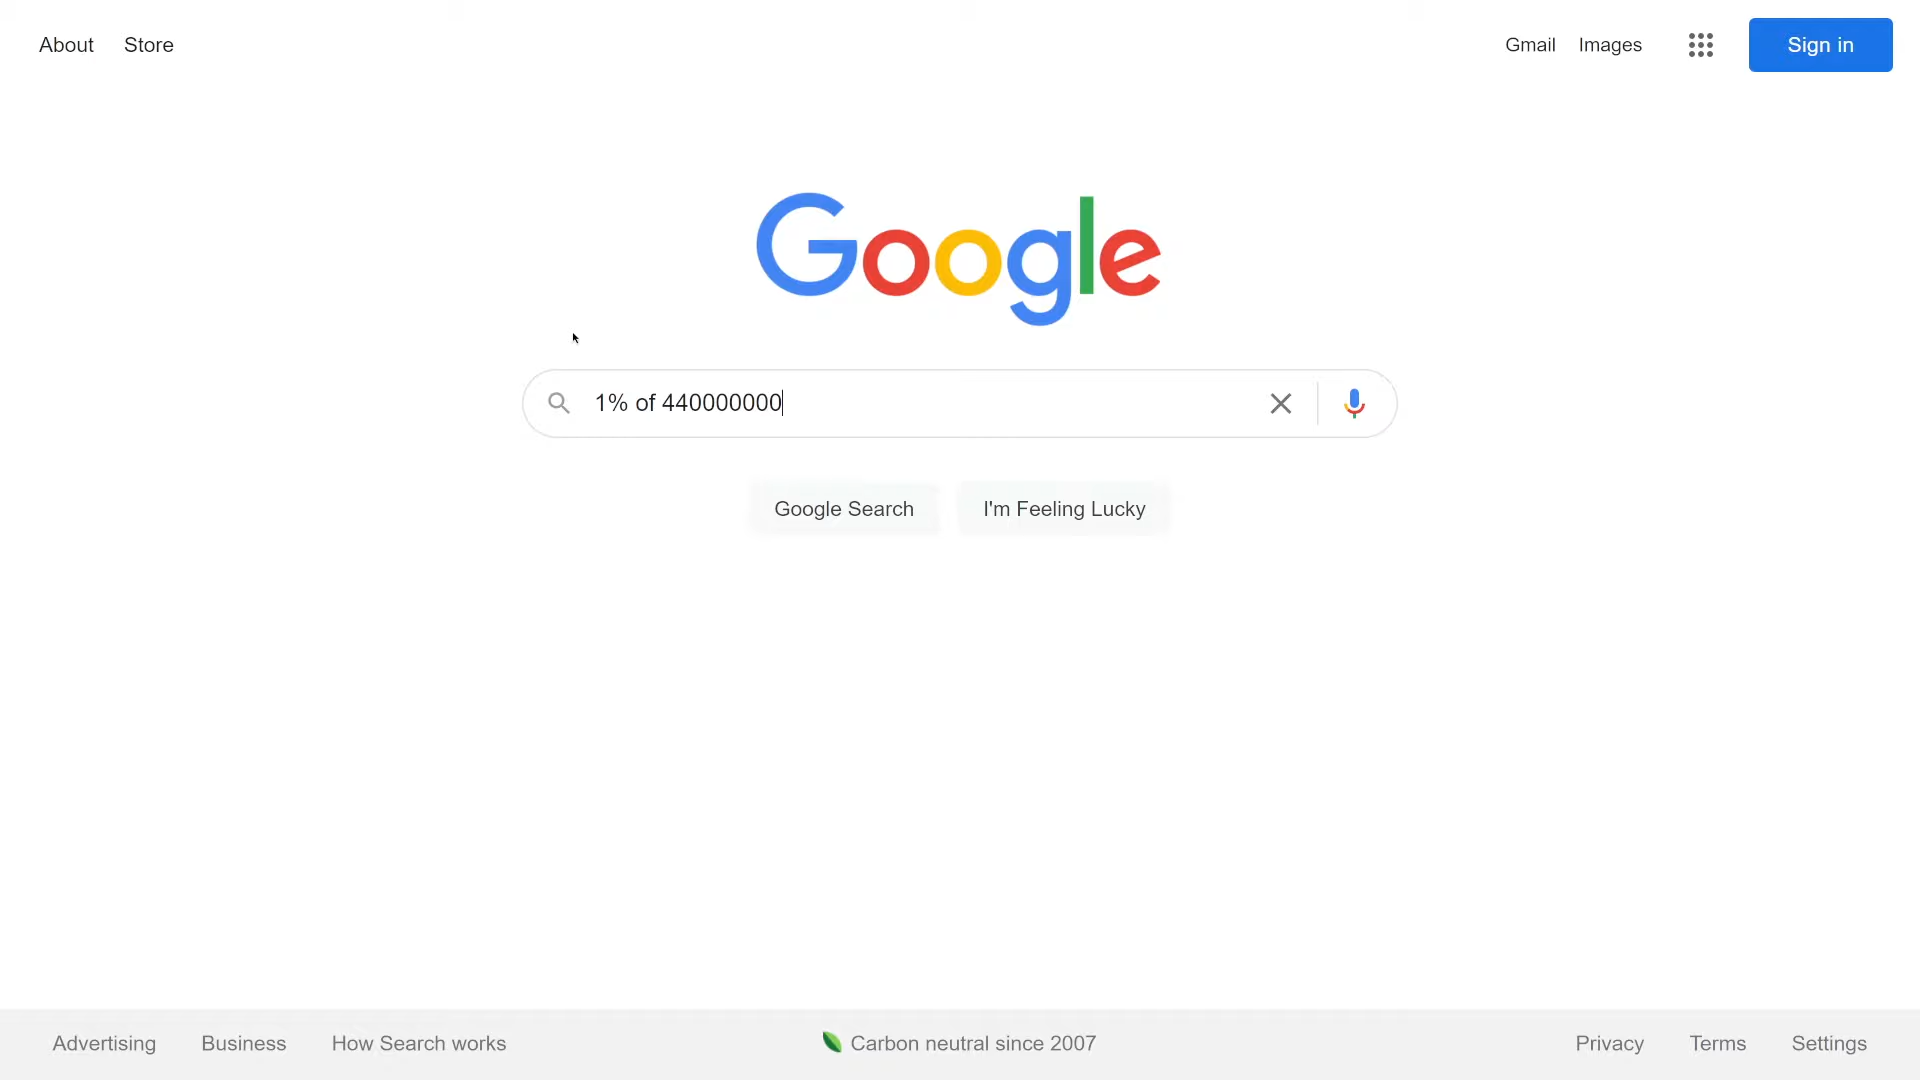 About Store Gmail Images Sign in
Google
1% of 440000000
Google Search I'm Feeling Lucky
Advertising Business How Search works Carbon neutral since 2007 Privacy Terms Settings